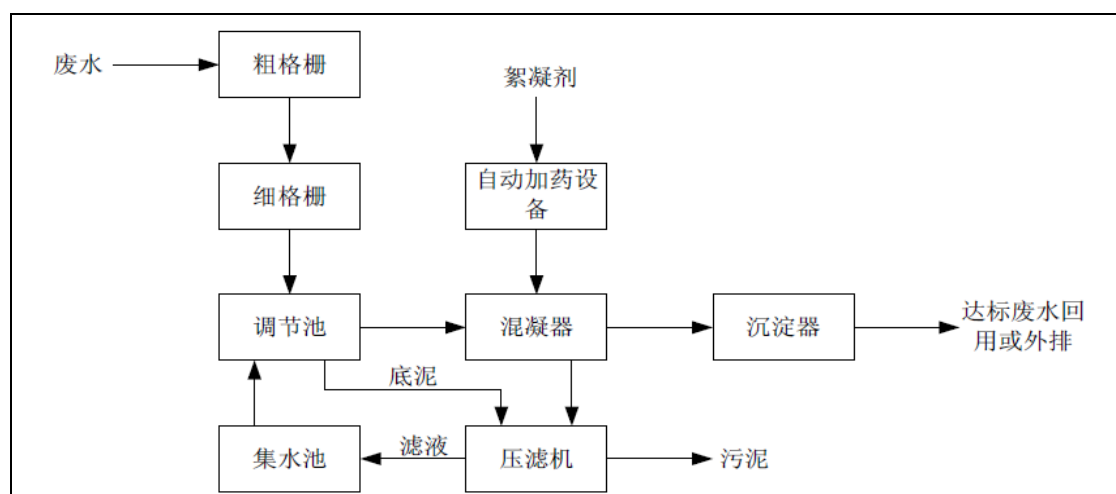 废水
粗格栅
絮凝剂
细格栅
自动加药设
备
调节池
混凝器
沉淀器
达标废水回
用或外排
底泥
集水池
滤液
压滤机
污泥